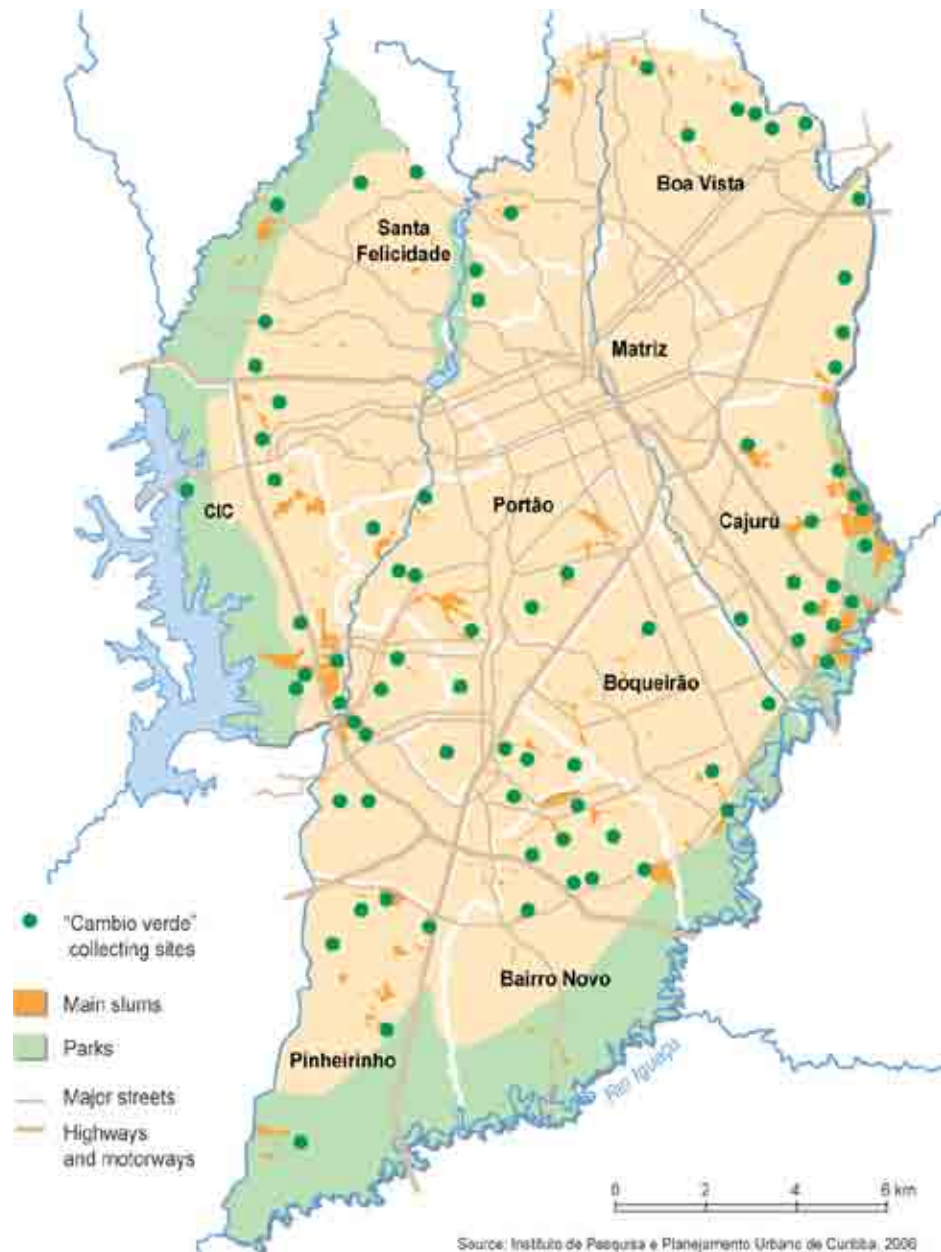 Boa Vista
Santa
Felicidade
Matriz
CIC
Portão
Cajuru
Boqueirão
"Cambio verde"
collecting sites
Main slums
Parks
Major streets
Highways
and motorways
Bairro Novo
Pinheirinho
Rio Iguaçu
0 2 4 6 km
Source: Instituto de Pesquisa e Planejamento Urbano de Curitiba, 2006